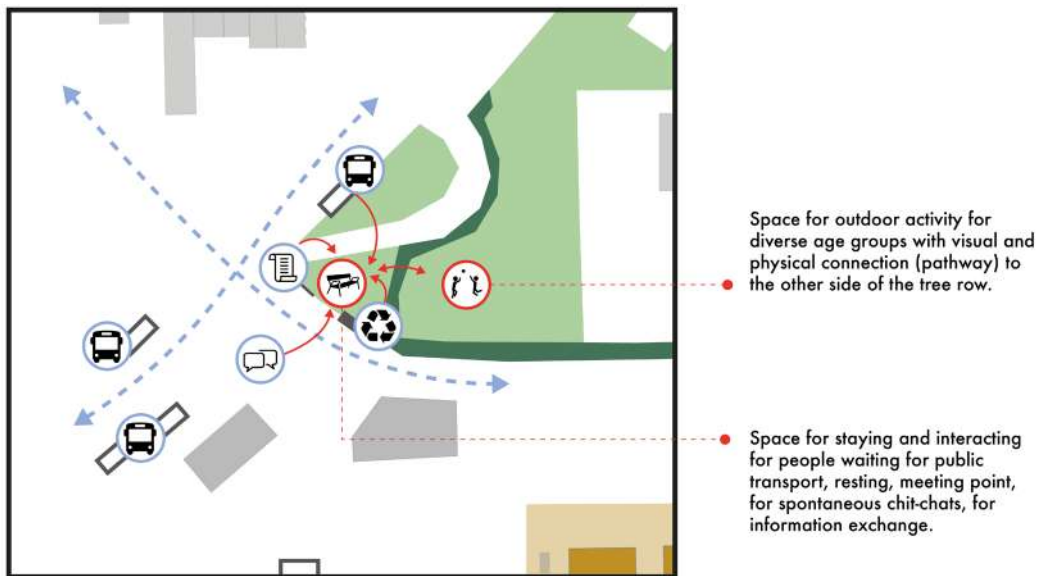 Space for outdoor activity for
diverse age groups with visual and
physical connection (pathway) to
the other side of the tree row.
Space for staying and interacting
for people waiting for public
transport, resting, meeting point,
for spontaneous chit-chats, for
information exchange.